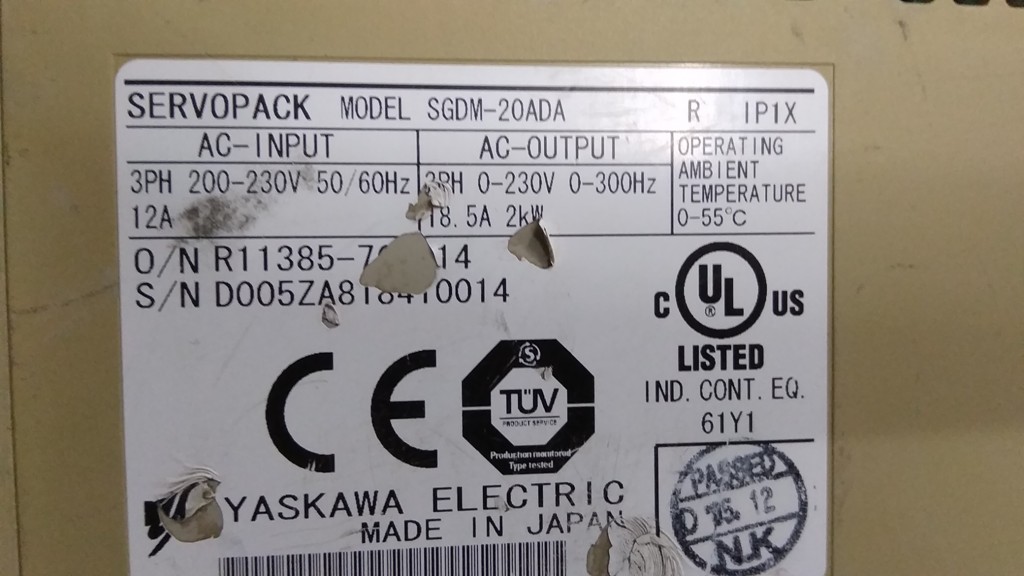 SERVOPACK MODEL SGDM-20ADA R IP1X
AC-INPUT
3PH 200-230V 50/60Hz
12A
AC-OUTPUT
3PH 0-230V 0-300Hz
18.5A 2kW
OPERATING
AMBIENT
TEMPERATURE
0-55°C
O/N
S/N
C UL ® US
LISTED
IND. CONT. EQ.
61Y1
CE
S
TÜV
PRODUCT SERVICE
Production monitored
Type tested
YASKAWA ELECTRIC
MADE IN JAPAN
PASSED
12
N.K